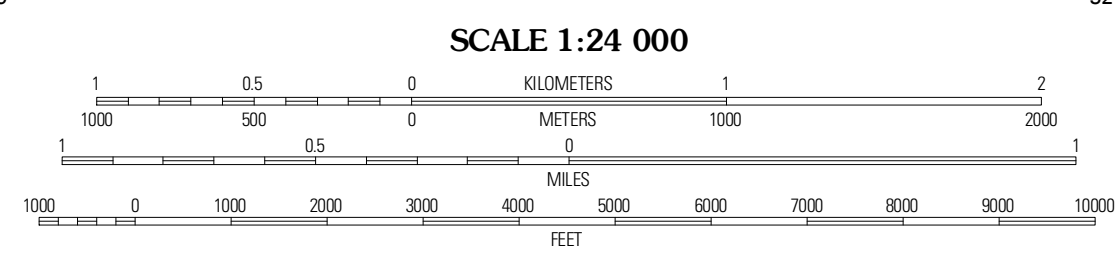 SCALE 1:24 000
1 0.5 0 KILOMETERS 1 2
1000 500 0 METERS 1000 2000
1 0.5 0 1
MILES
1000 0 1000 2000 3000 4000 5000 6000 7000 8000 9000 10000
FEET